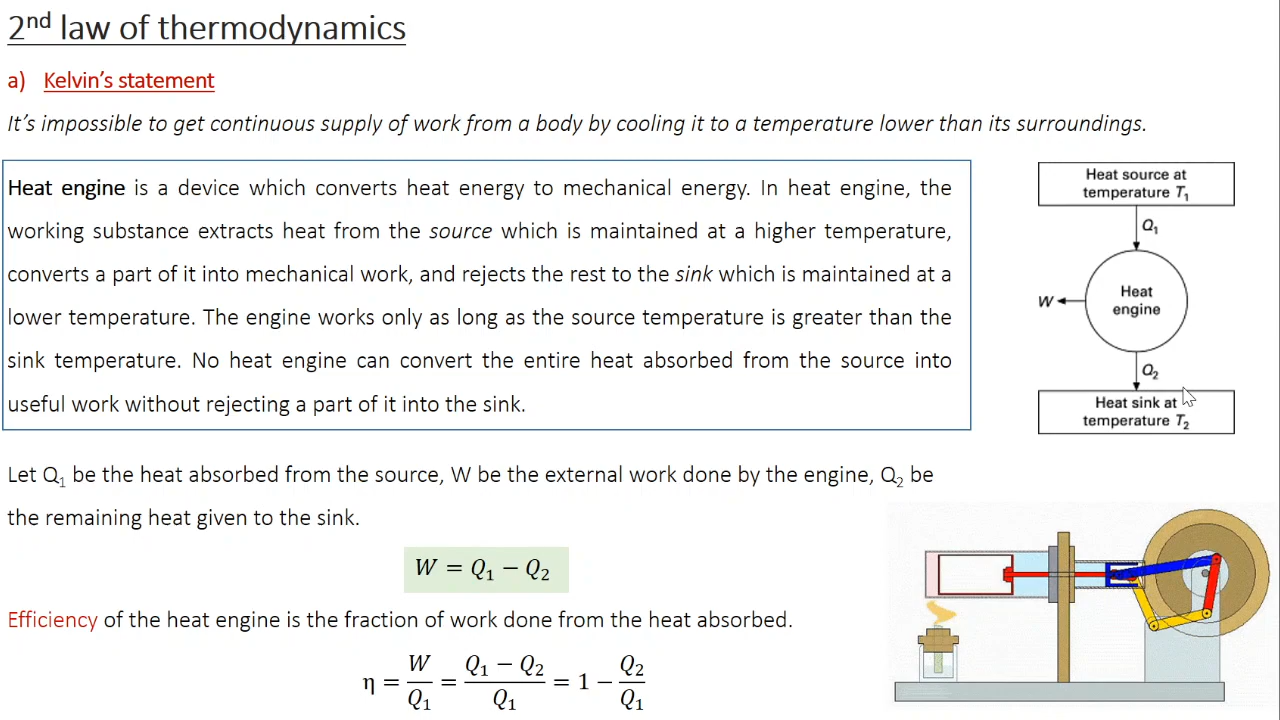 2nd law of thermodynamics
a) Kelvin's statement
It's impossible to get continuous supply of work from a body by cooling it to a temperature lower than its surroundings.
Heat engine is a device which converts heat energy to mechanical energy. In heat engine, the
working substance extracts heat from the source which is maintained at a higher temperature,
converts a part of it into mechanical work, and rejects the rest to the sink which is maintained at a
lower temperature. The engine works only as long as the source temperature is greater than the
sink temperature. No heat engine can convert the entire heat absorbed from the source into
useful work without rejecting a part of it into the sink.
Heat source at
temperature T₁
Q₁
W
Heat
engine
Q₂
Heat sink at
temperature T₂
Let Q₁ be the heat absorbed from the source, W be the external work done by the engine, Q₂ be
the remaining heat given to the sink.
W = Q₁ − Q₂
Efficiency of the heat engine is the fraction of work done from the heat absorbed.
η = W/Q₁ = (Q₁ − Q₂)/Q₁ = 1 − Q₂/Q₁